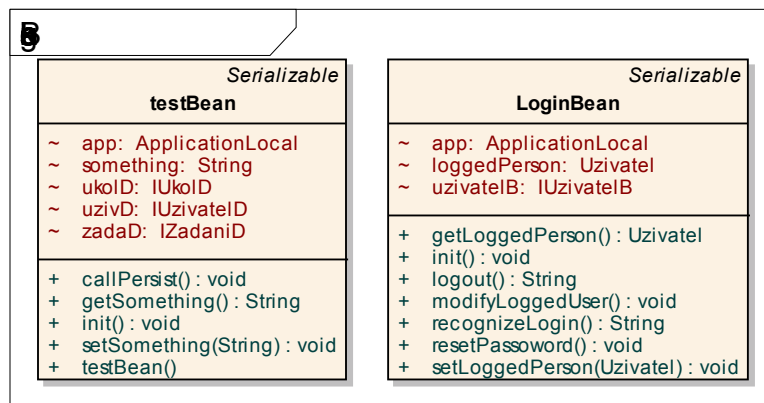 Serializable
testBean
~ app: ApplicationLocal
~ something: String
~ ukolD: IUkolD
~ uzivD: IUzivatelD
~ zadaD: IZadaniD
+ callPersist() : void
+ getSomething() : String
+ init() : void
+ setSomething(String) : void
+ testBean()
Serializable
LoginBean
~ app: ApplicationLocal
~ loggedPerson: Uzivatel
~ uzivatelB: IUzivatelB
+ getLoggedPerson() : Uzivatel
+ init() : void
+ logout() : String
+ modifyLoggedUser() : void
+ recognizeLogin() : String
+ resetPassoword() : void
+ setLoggedPerson(Uzivatel) : void